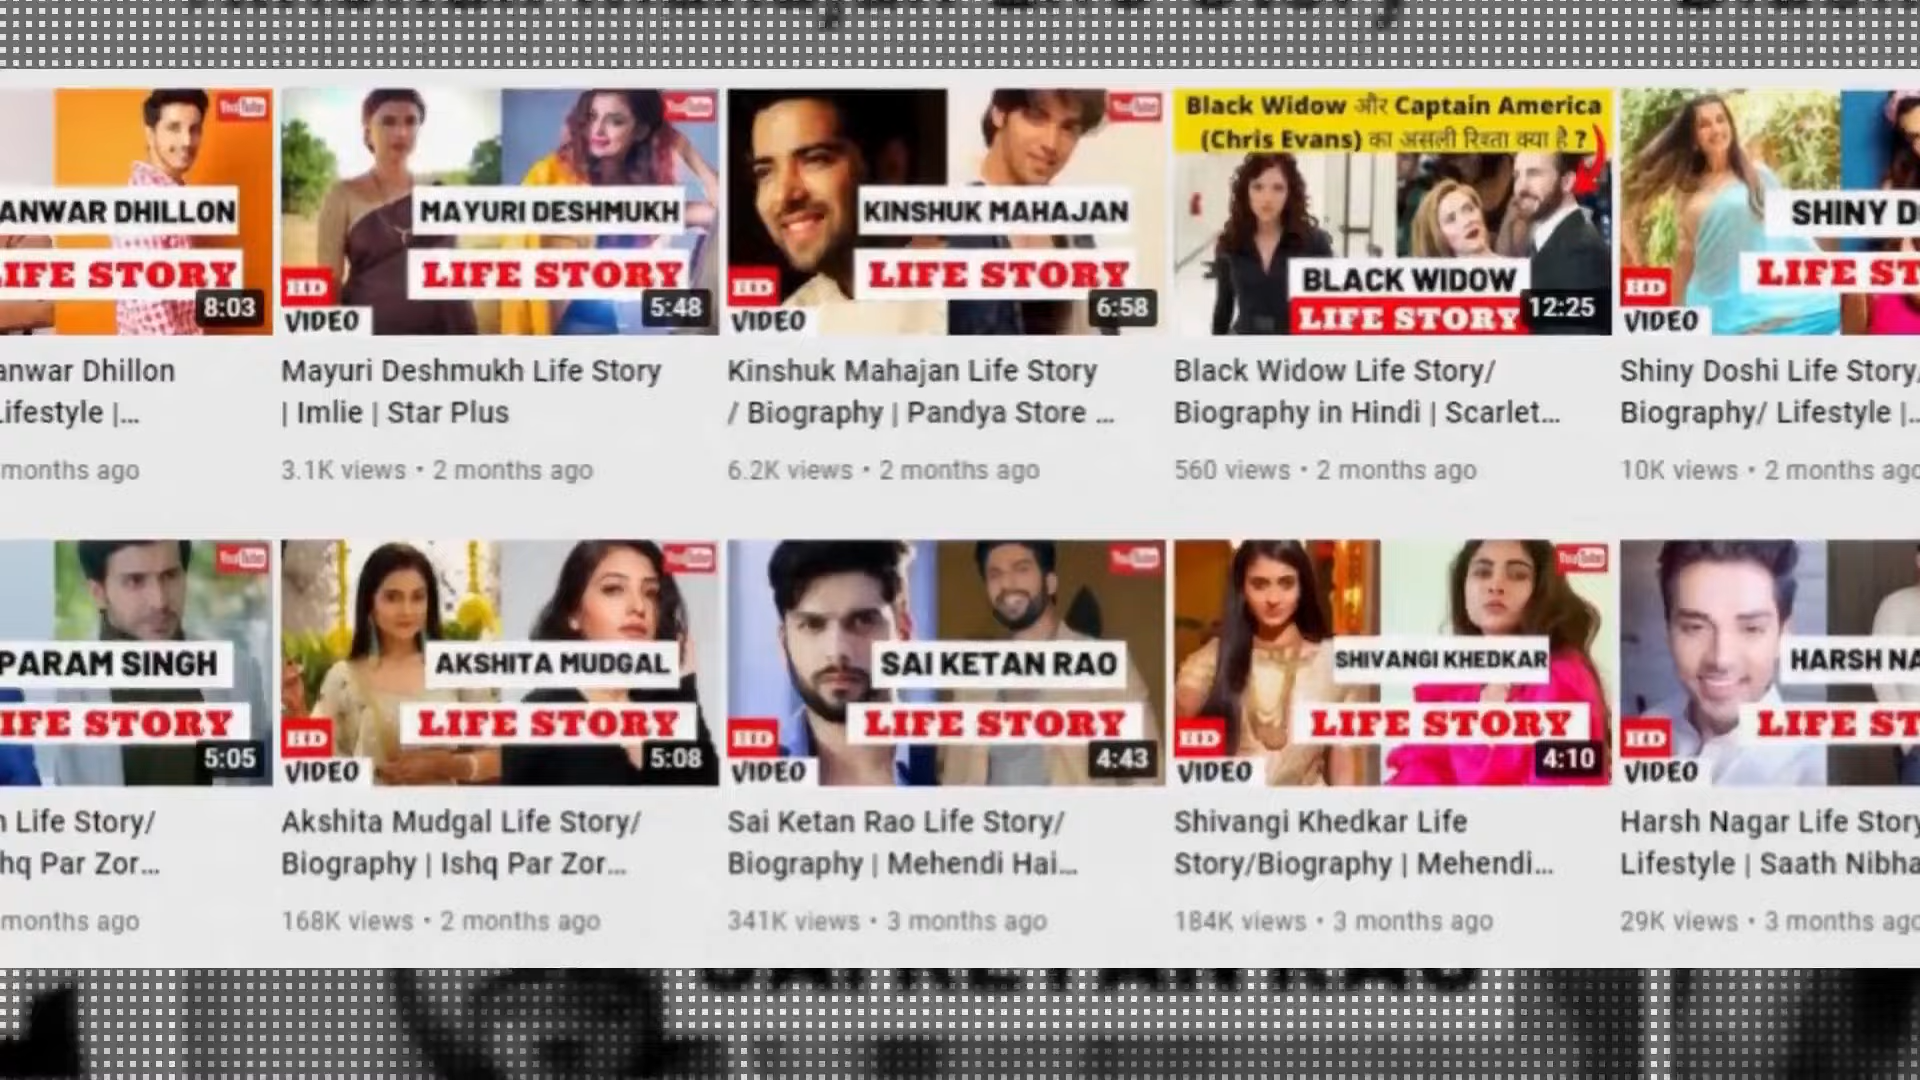 YouTube
YouTube
YouTube
Black Widow और Captain America
(Chris Evans) का असली रिश्ता क्या है ?
ANWAR DHILLON
LIFE STORY
8:03
MAYURI DESHMUKH
LIFE STORY
HD
VIDEO
5:48
KINSHUK MAHAJAN
LIFE STORY
HD
VIDEO
6:58
BLACK WIDOW
LIFE STORY
12:25
SHINY D
LIFE ST
HD
VIDEO
anwar Dhillon
Lifestyle |...
months ago
Mayuri Deshmukh Life Story
| Imlie | Star Plus
3.1K views • 2 months ago
Kinshuk Mahajan Life Story
/ Biography | Pandya Store ...
6.2K views • 2 months ago
Black Widow Life Story/
Biography in Hindi | Scarlet...
560 views • 2 months ago
Shiny Doshi Life Story/
Biography/ Lifestyle |...
10K views • 2 months ago
YouTube
YouTube
YouTube
YouTube
PARAM SINGH
LIFE STORY
5:05
AKSHITA MUDGAL
LIFE STORY
HD
VIDEO
5:08
SAI KETAN RAO
LIFE STORY
HD
VIDEO
4:43
SHIVANGI KHEDKAR
LIFE STORY
HD
VIDEO
4:10
HARSH NA
LIFE ST
HD
VIDEO
n Life Story/
hq Par Zor...
months ago
Akshita Mudgal Life Story/
Biography | Ishq Par Zor...
168K views • 2 months ago
Sai Ketan Rao Life Story/
Biography | Mehendi Hai...
341K views • 3 months ago
Shivangi Khedkar Life
Story/Biography | Mehendi...
184K views • 3 months ago
Harsh Nagar Life Story
Lifestyle | Saath Nibha
29K views • 3 months ago